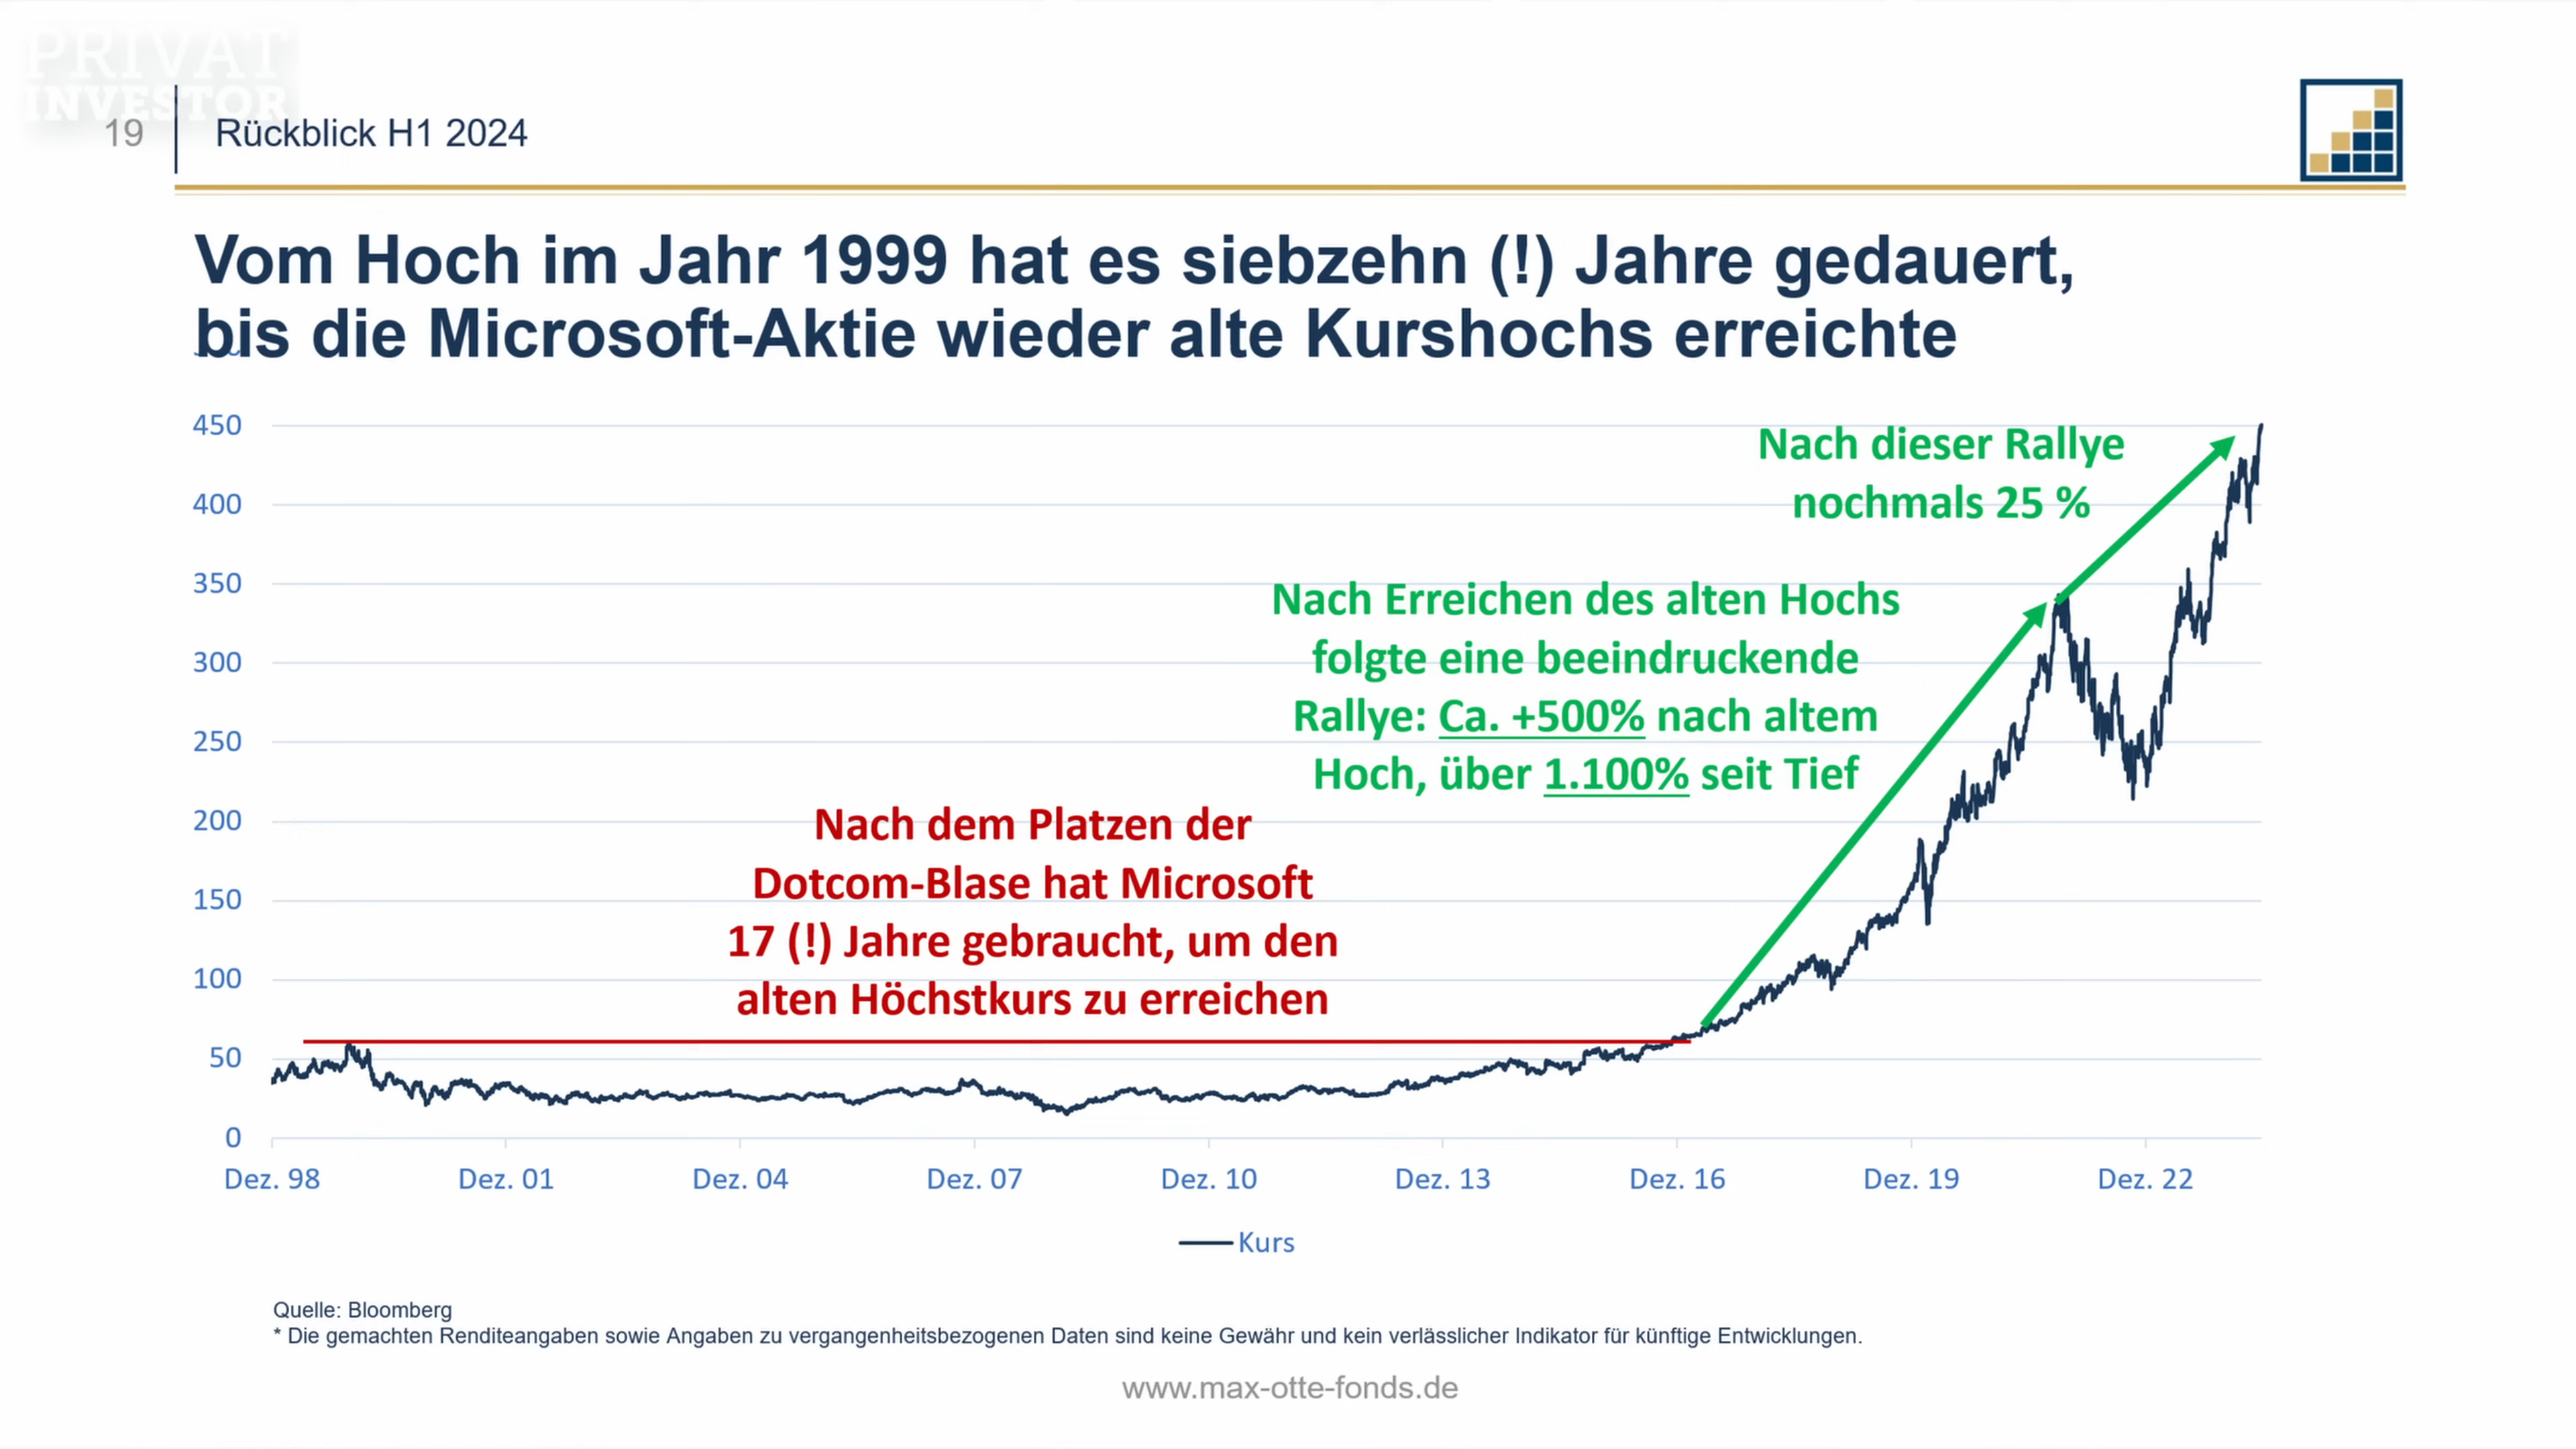 PRIVAT
INVESTOR
19
Rückblick H1 2024
Vom Hoch im Jahr 1999 hat es siebzehn (!) Jahre gedauert,
bis die Microsoft-Aktie wieder alte Kurshochs erreichte
450
400
350
300
250
200
150
100
50
0
Nach dieser Rallye
nochmals 25 %
Nach Erreichen des alten Hochs
folgte eine beeindruckende
Rallye: Ca. +500% nach altem
Hoch, über 1.100% seit Tief
Nach dem Platzen der
Dotcom-Blase hat Microsoft
17 (!) Jahre gebraucht, um den
alten Höchstkurs zu erreichen
Dez. 98 Dez. 01 Dez. 04 Dez. 07 Dez. 10 Dez. 13 Dez. 16 Dez. 19 Dez. 22
Kurs
Quelle: Bloomberg
* Die gemachten Renditeangaben sowie Angaben zu vergangenheitsbezogenen Daten sind keine Gewähr und kein verlässlicher Indikator für künftige Entwicklungen.
www.max-otte-fonds.de